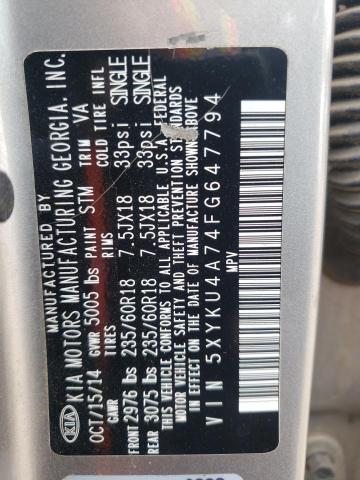 MANUFACTURED BY
KIA KIA MOTORS MANUFACTURING GEORGIA, INC.
OCT/15/14 PAINT STM TRIM VA
GVWR 5005 lbs
GAWR TIRES RIMS COLD TIRE INFL
FRONT 2976 lbs 235/60R18 7.5JX18 33psi SINGLE
REAR 3075 lbs 235/60R18 7.5JX18 33psi SINGLE
THIS VEHICLE CONFORMS TO ALL APPLICABLE U.S.A. FEDERAL
MOTOR VEHICLE SAFETY AND THEFT PREVENTION STANDARDS
IN EFFECT ON THE DATE OF MANUFACTURE SHOWN ABOVE
VIN 5XYKU4A74FG647794
MPV